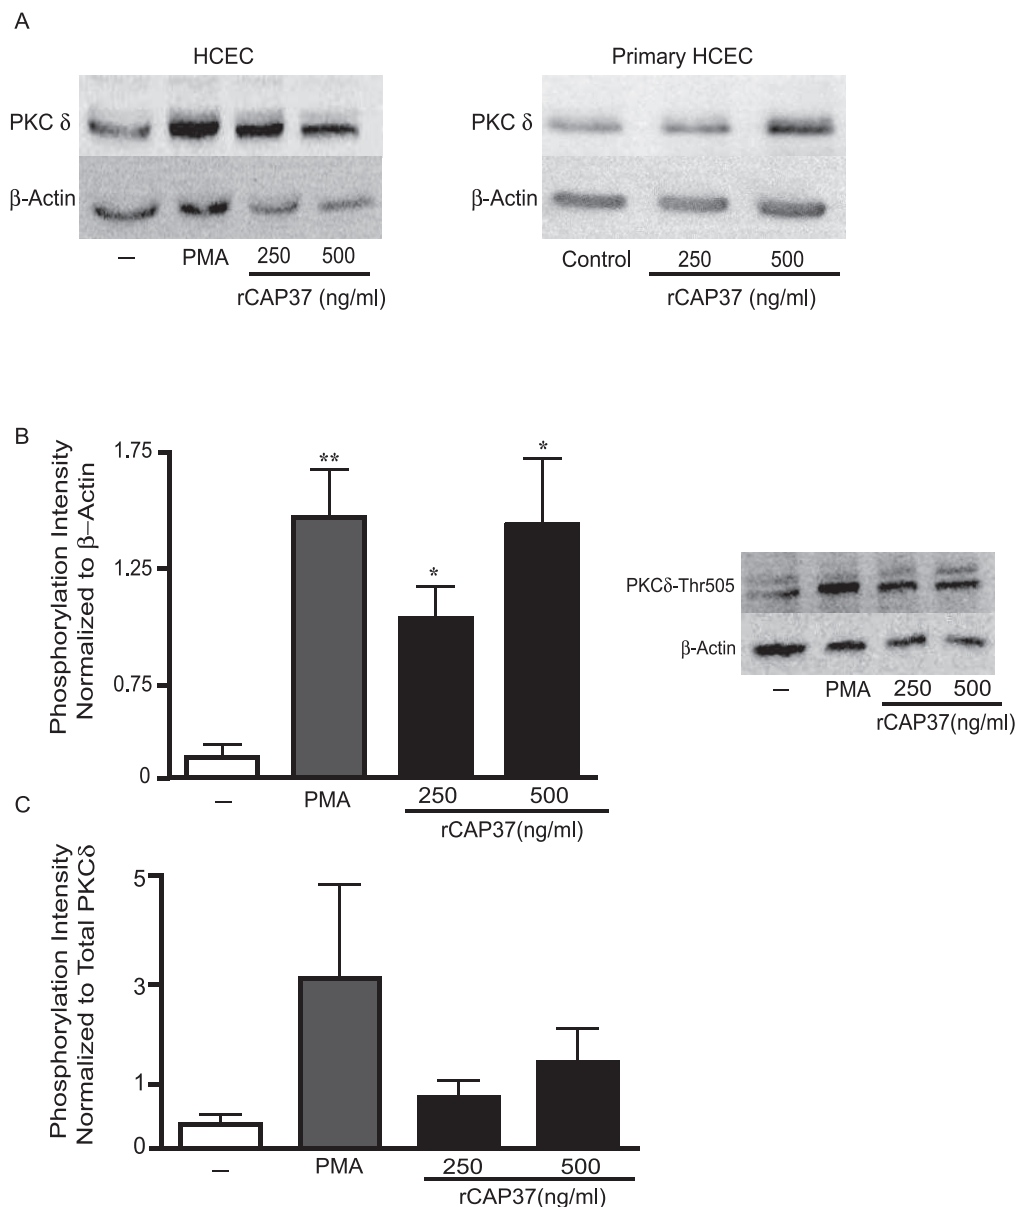 A
HCEC
Primary HCEC
PKC δ
PKC δ
β-Actin
β-Actin
– PMA 250 500
Control 250 500
rCAP37 (ng/ml)
rCAP37 (ng/ml)
B
Phosphorylation Intensity
Normalized to β–Actin
1.75
1.25
0.75
0
** * *
– PMA 250 500
rCAP37(ng/ml)
PKCδ-Thr505
β-Actin
– PMA 250 500
rCAP37(ng/ml)
C
Phosphorylation Intensity
Normalized to Total PKCδ
5
3
1
0
– PMA 250 500
rCAP37(ng/ml)